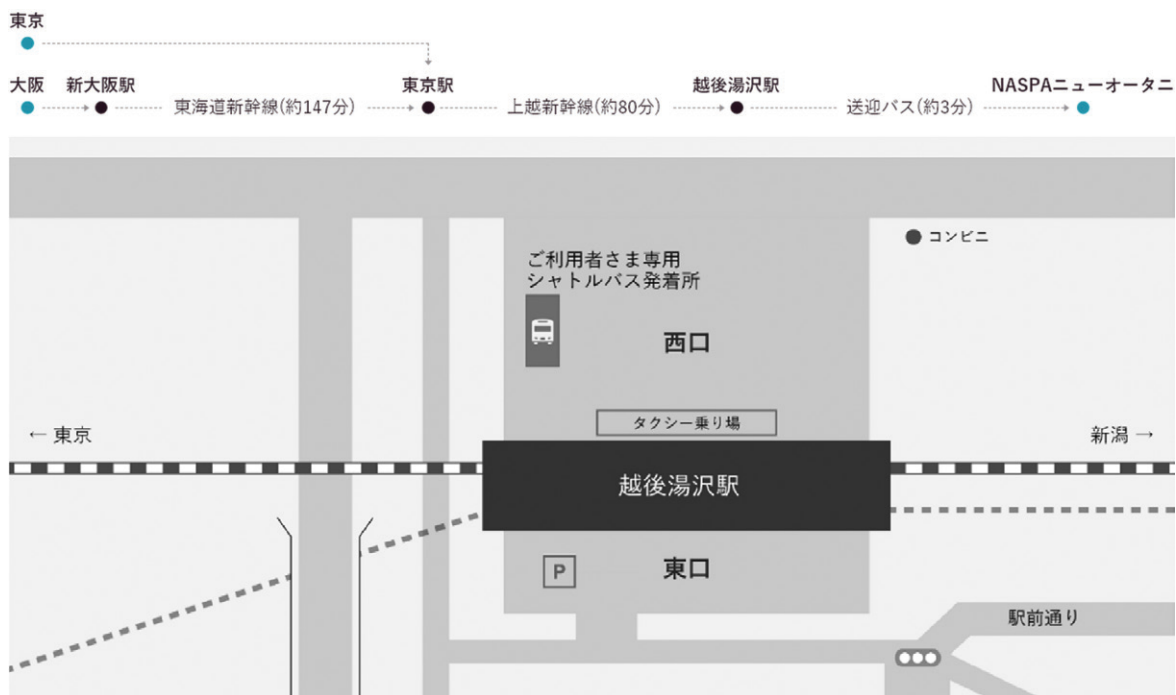 東京
大阪 新大阪駅 東海道新幹線(約147分) 東京駅 上越新幹線(約80分) 越後湯沢駅 送迎バス(約3分) NASPAニューオータニ
コンビニ
ご利用者さま専用
シャトルバス発着所
西口
タクシー乗り場
← 東京
新潟 →
越後湯沢駅
P
東口
駅前通り